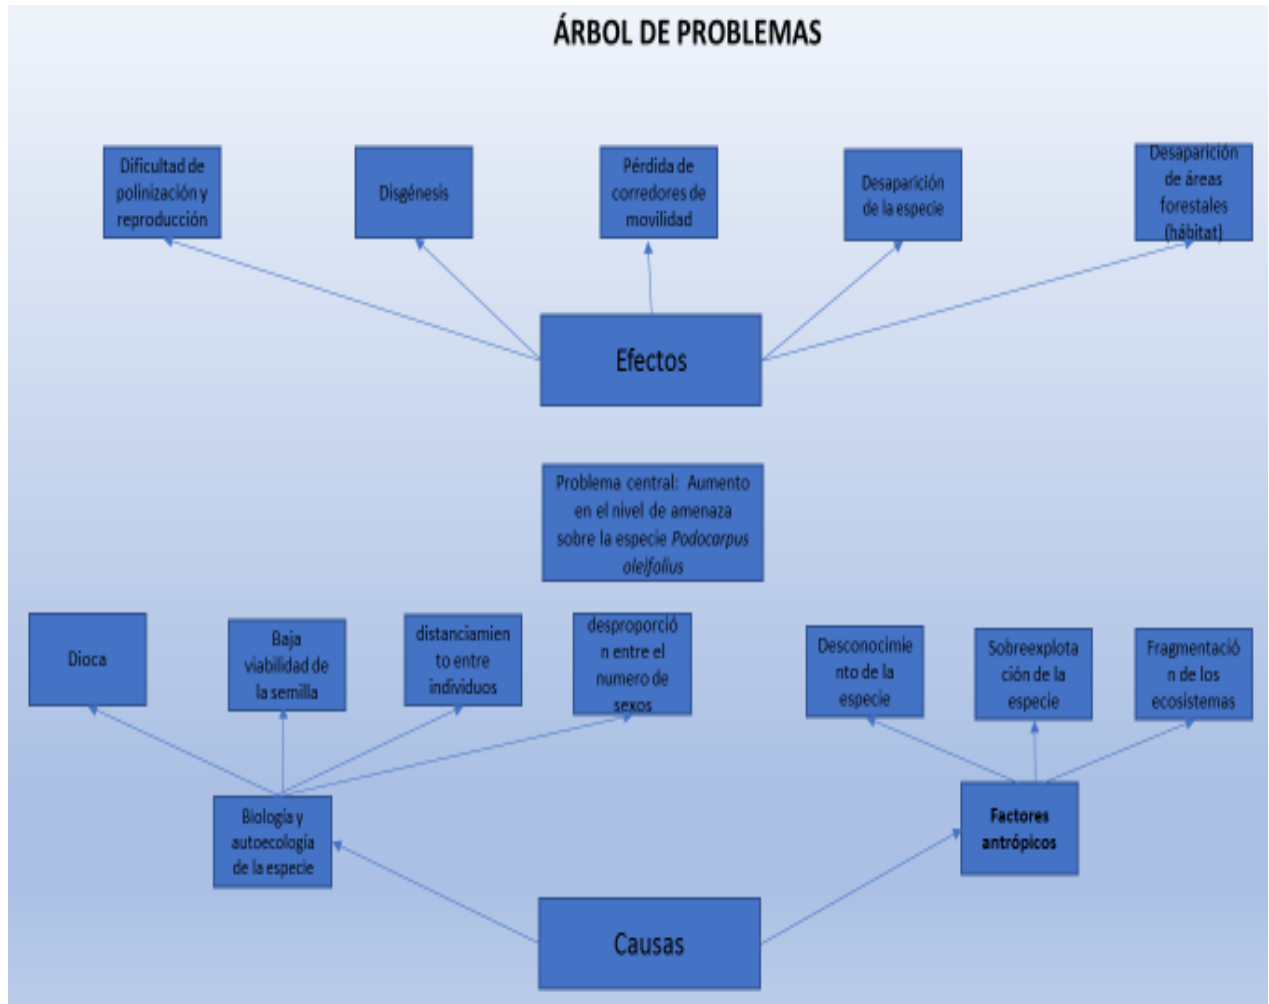 ÁRBOL DE PROBLEMAS
Dificultad de
polinización y
reproducción
Disgénesis
Pérdida de
corredores de
movilidad
Desaparición
de la especie
Desaparición
de áreas
forestales
(hábitat)
Efectos
Problema central: Aumento
en el nivel de amenaza
sobre la especie Podocarpus
oleifolius
Dioca
Baja
viabilidad de
la semilla
distanciamien
to entre
individuos
desproporció
n entre el
numero de
sexos
Desconocimie
nto de la
especie
Sobreexplota
ción de la
especie
Fragmentació
n de los
ecosistemas
Biología y
autoecología
de la especie
Factores
antrópicos
Causas